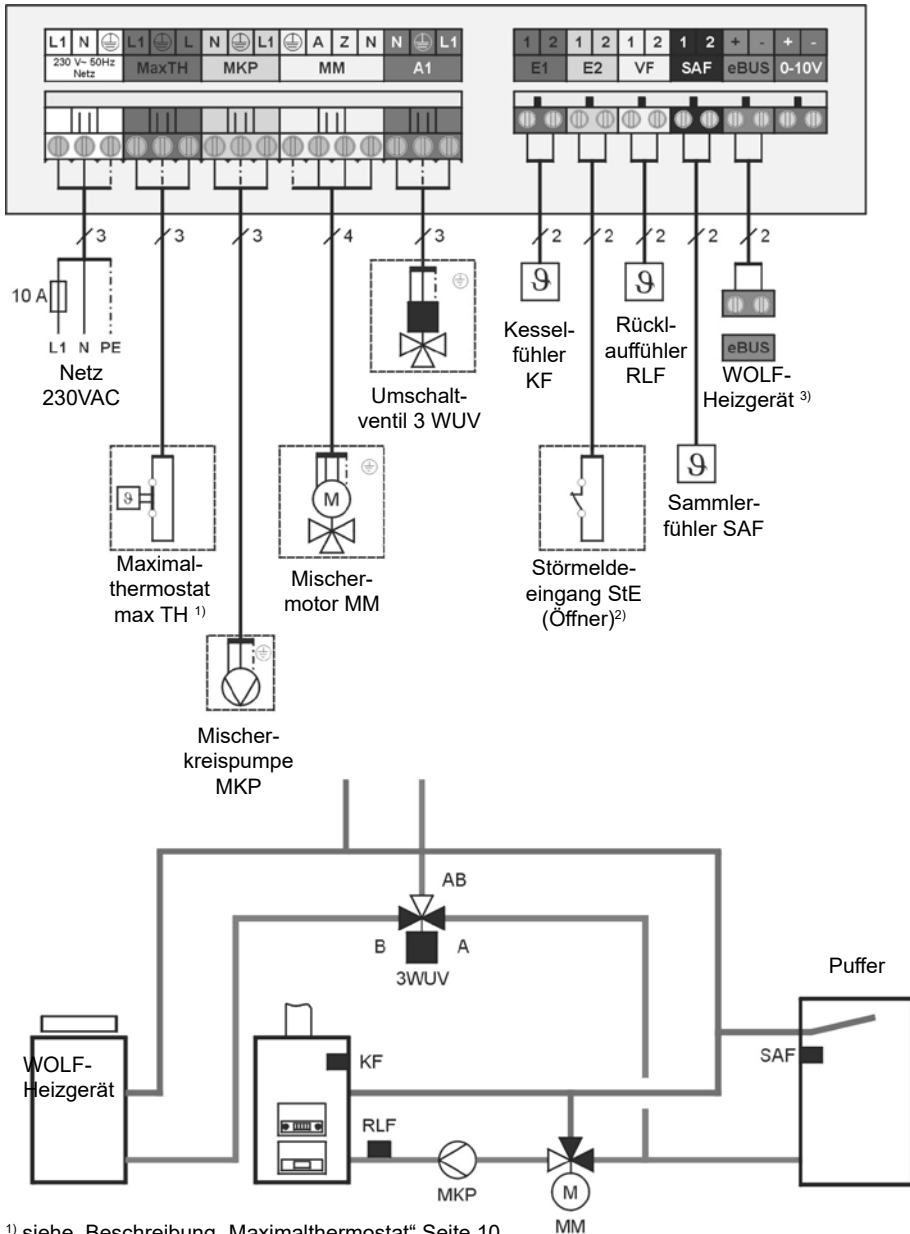 L1 N L1 L N L1 A Z N N L1
230 V~ 50Hz
Netz
MaxTH MKP MM A1
1 2 1 2 1 2 1 2 + - + -
E1 E2 VF SAF eBUS 0-10V
3 3 3 4 3 2 2 2 2 2
10 A
L1 N PE
Netz
230VAC
Umschalt-
ventil 3 WUV
ϑ
Kessel-
fühler
KF
ϑ
Rückl-
auffühler
RLF
eBUS
WOLF-
Heizgerät 3)
ϑ
Maximal-
thermostat
max TH 1)
M
Mischer-
motor MM
Störmelde-
eingang StE
(Öffner)2)
ϑ
Sammler-
fühler SAF
Mischer-
kreispumpe
MKP
AB
B A
3WUV
Puffer
WOLF-
Heizgerät
KF
SAF
RLF
MKP
M
MM
1) siehe „Beschreibung „Maximalthermostat“ Seite 10